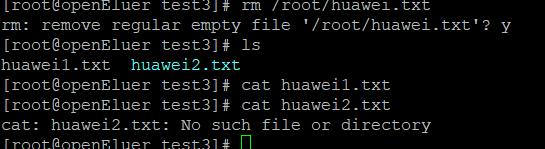 [root@openEluer test3]# rm /root/huawei.txt
rm: remove regular empty file '/root/huawei.txt'? y
[root@openEluer test3]# ls
huawei1.txt  huawei2.txt
[root@openEluer test3]# cat huawei1.txt
[root@openEluer test3]# cat huawei2.txt
cat: huawei2.txt: No such file or directory
[root@openEluer test3]#